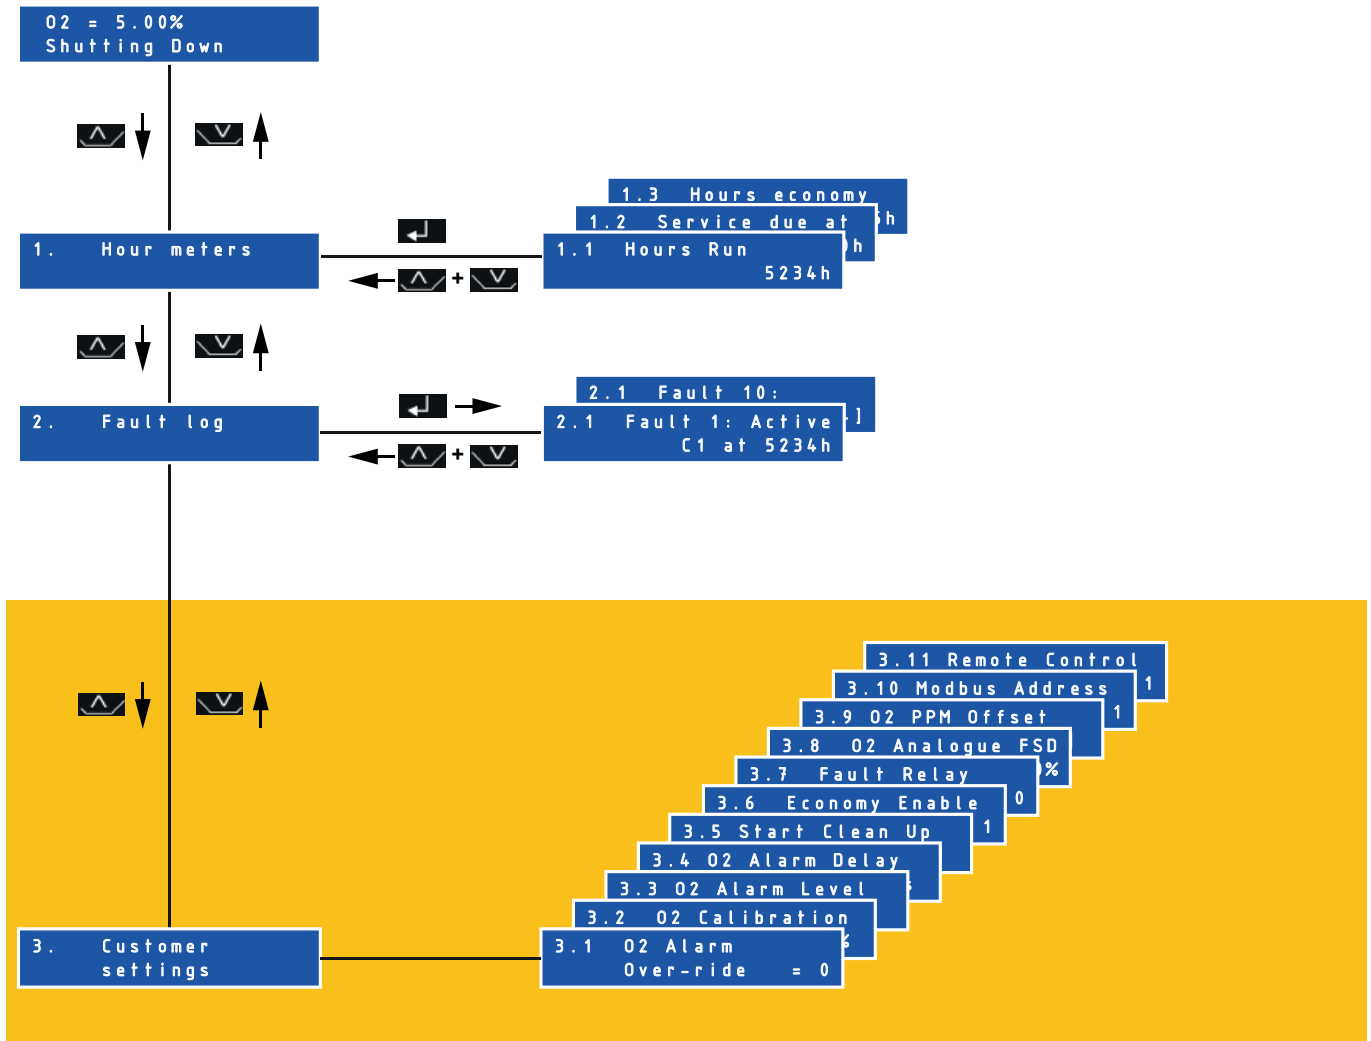 O2 = 5.00%
Shutting Down
1.3 Hours economy
h
1.2 Service due at
h
1. Hour meters
1.1 Hours Run
5234h
+
2.1 Fault 10:
.]
2. Fault log
2.1 Fault 1: Active
C1 at 5234h
+
3.11 Remote Control
1
3.10 Modbus Address
1
3.9 O2 PPM Offset
3.8 O2 Analogue FSD
%
3.7 Fault Relay
0
3.6 Economy Enable
1
3.5 Start Clean Up
3.4 O2 Alarm Delay
3.3 O2 Alarm Level
3.2 O2 Calibration
%
3. Customer
settings
3.1 O2 Alarm
Over-ride = 0